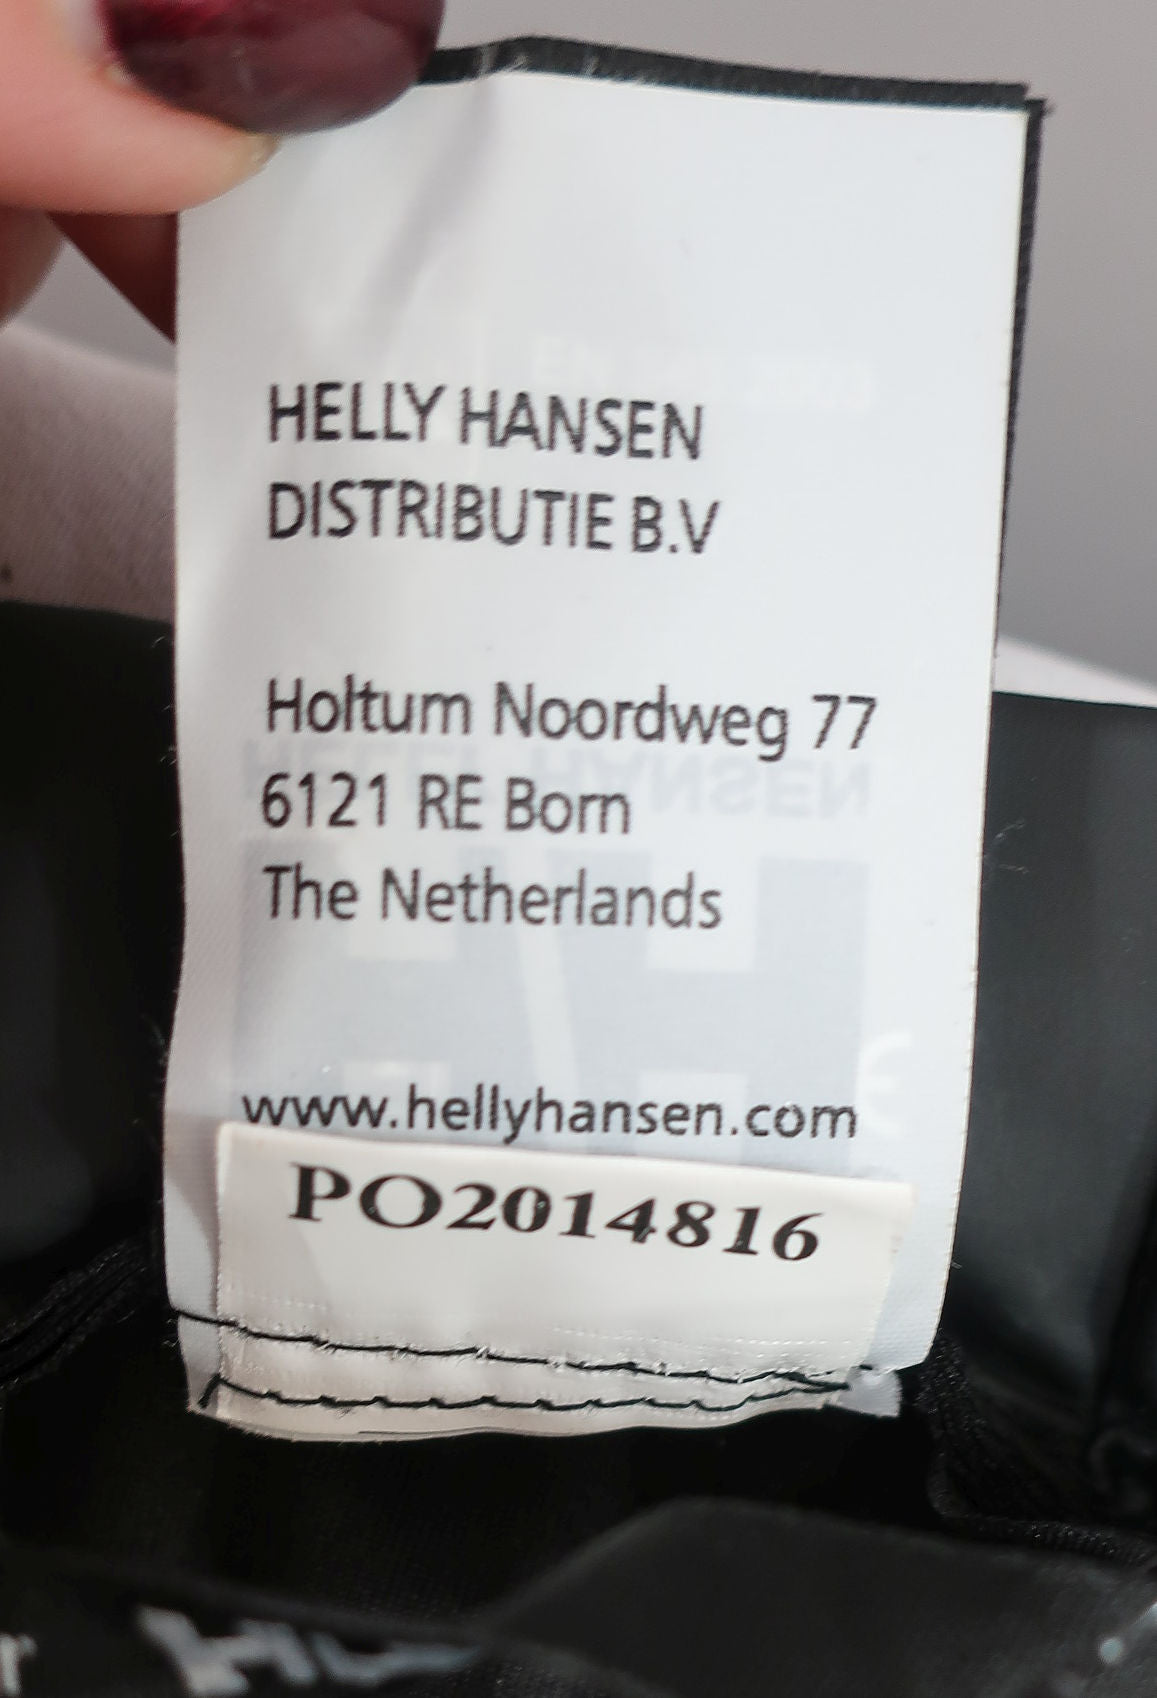 HELLY HANSEN
DISTRIBUTIE B.V
Holtum Noordweg 77
6121 RE Born
The Netherlands
www.hellyhansen.com
PO2014816